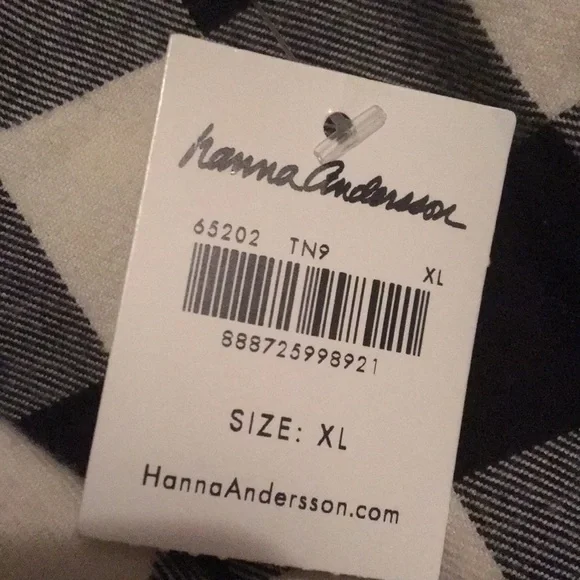 hanna Andersson
65202 TN9 XL
888725998921
SIZE: XL
HannaAndersson.com